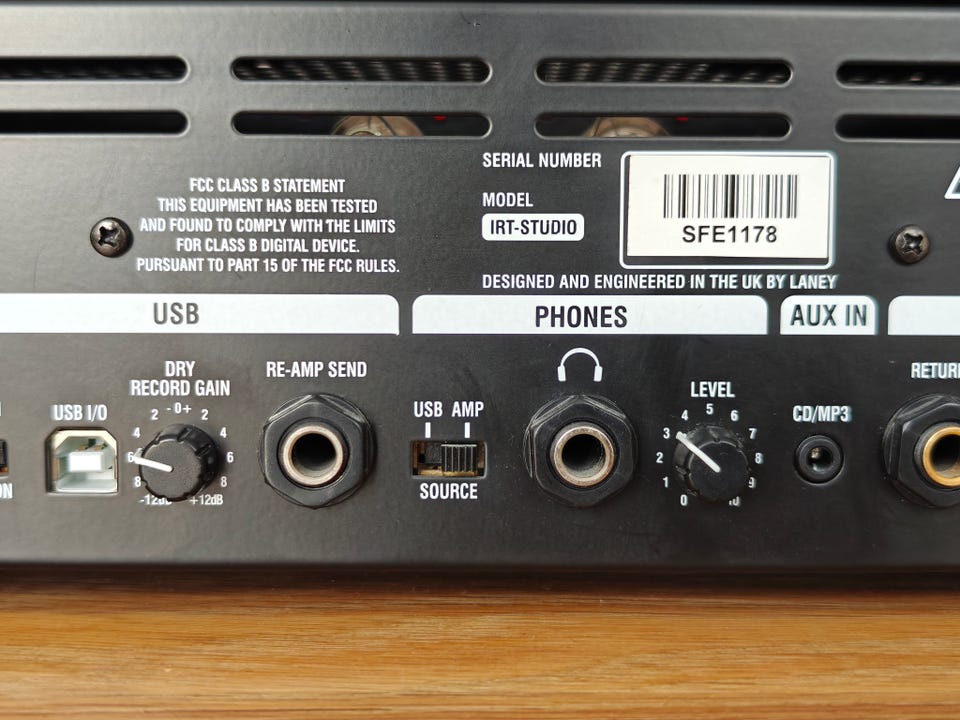 FCC CLASS B STATEMENT
THIS EQUIPMENT HAS BEEN TESTED
AND FOUND TO COMPLY WITH THE LIMITS
FOR CLASS B DIGITAL DEVICE.
PURSUANT TO PART 15 OF THE FCC RULES.
SERIAL NUMBER
MODEL
IRT-STUDIO
SFE1178
DESIGNED AND ENGINEERED IN THE UK BY LANEY
USB
PHONES
AUX IN
USB I/O
DRY
RECORD GAIN
2 -0+ 2
4 4
6 6
8 8
-12dB +12dB
RE-AMP SEND
USB AMP
SOURCE
LEVEL
0 1 2 3 4 5 6 7 8 9 10
CD/MP3